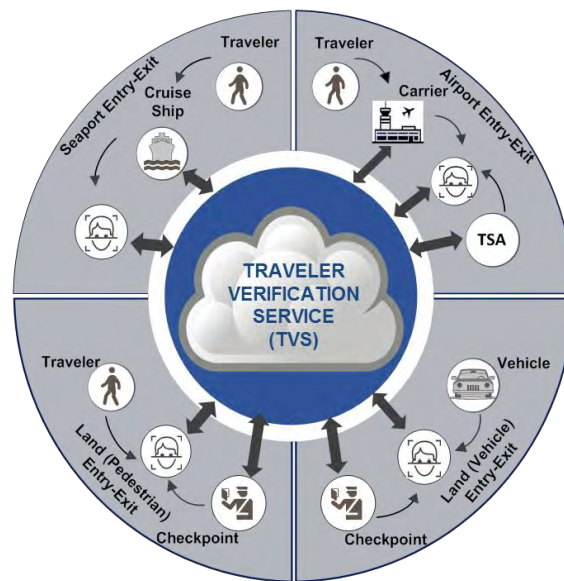 Traveler
Cruise
Ship
Seaport Entry-Exit
Traveler
Carrier
Airport Entry-Exit
TSA
TRAVELER
VERIFICATION
SERVICE
(TVS)
Traveler
Land (Pedestrian)
Entry-Exit
Checkpoint
Vehicle
Land (Vehicle)
Entry-Exit
Checkpoint